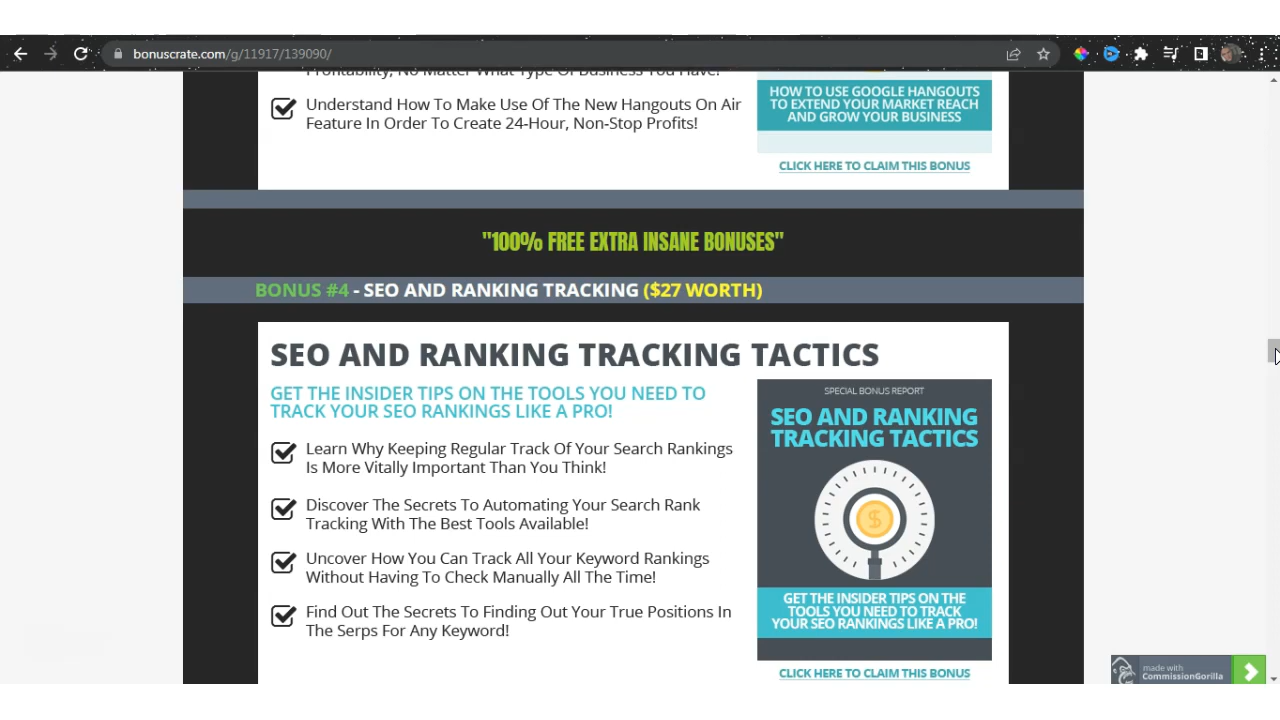 bonuscrate.com/g/11917/139090/
Profitability, No Matter What Type Of Business You Have!
Understand How To Make Use Of The New Hangouts On Air
Feature In Order To Create 24-Hour, Non-Stop Profits!
HOW TO USE GOOGLE HANGOUTS
TO EXTEND YOUR MARKET REACH
AND GROW YOUR BUSINESS
CLICK HERE TO CLAIM THIS BONUS
"100% FREE EXTRA INSANE BONUSES"
BONUS #4 - SEO AND RANKING TRACKING ($27 WORTH)
SEO AND RANKING TRACKING TACTICS
GET THE INSIDER TIPS ON THE TOOLS YOU NEED TO
TRACK YOUR SEO RANKINGS LIKE A PRO!
Learn Why Keeping Regular Track Of Your Search Rankings
Is More Vitally Important Than You Think!
Discover The Secrets To Automating Your Search Rank
Tracking With The Best Tools Available!
Uncover How You Can Track All Your Keyword Rankings
Without Having To Check Manually All The Time!
Find Out The Secrets To Finding Out Your True Positions In
The Serps For Any Keyword!
SPECIAL BONUS REPORT
SEO AND RANKING
TRACKING TACTICS
$
GET THE INSIDER TIPS ON THE
TOOLS YOU NEED TO TRACK
YOUR SEO RANKINGS LIKE A PRO!
CLICK HERE TO CLAIM THIS BONUS
made with
CommissionGorilla